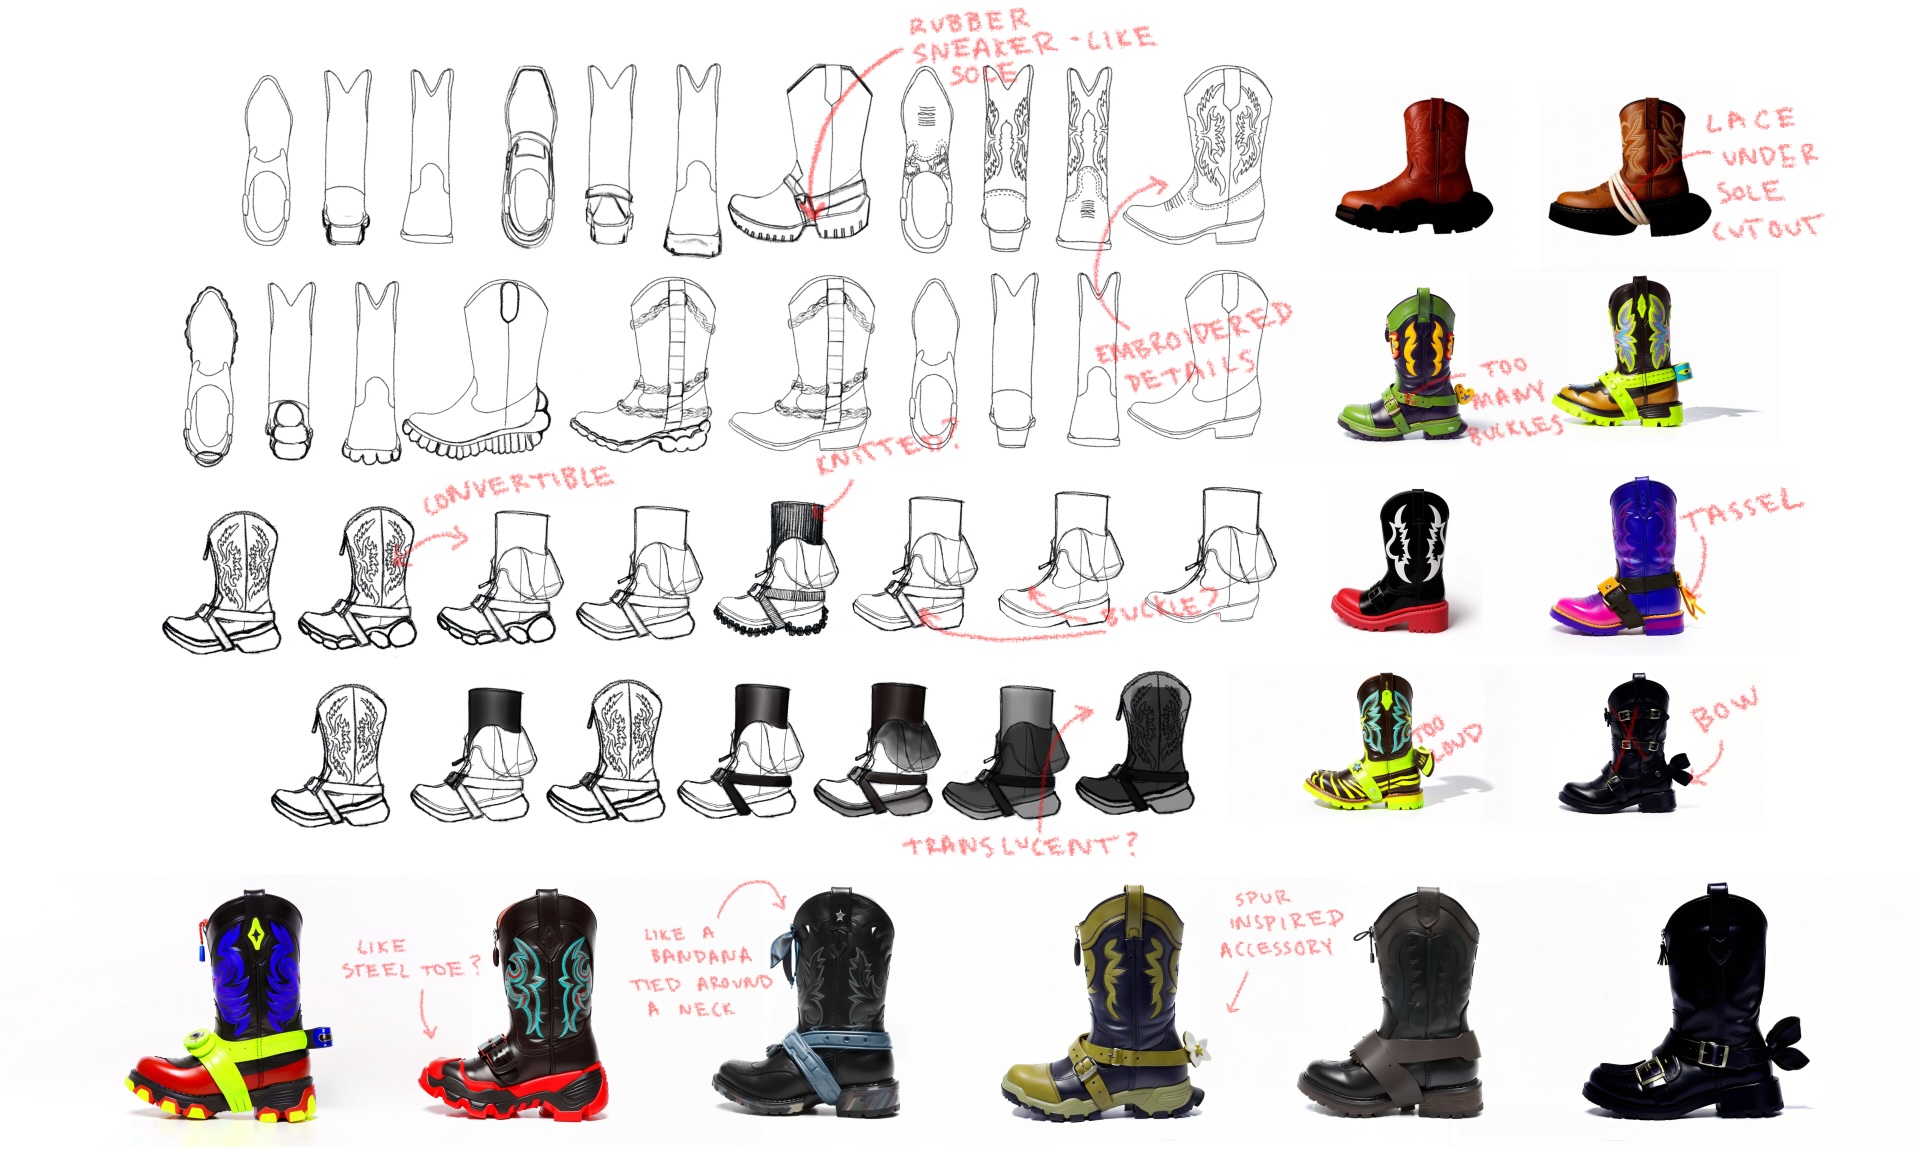 RUBBER
SNEAKER-LIKE
SOLE
LACE
UNDER
SOLE
CUTOUT
EMBROIDERED
DETAILS
TOO
MANY
BUCKLES
CONVERTIBLE
KNITTED?
TASSEL
BUCKLE?
TOO
LOUD
BOW
TRANSLUCENT?
LIKE
STEEL TOE?
LIKE A
BANDANA
TIED AROUND
A NECK
SPUR
INSPIRED
ACCESSORY